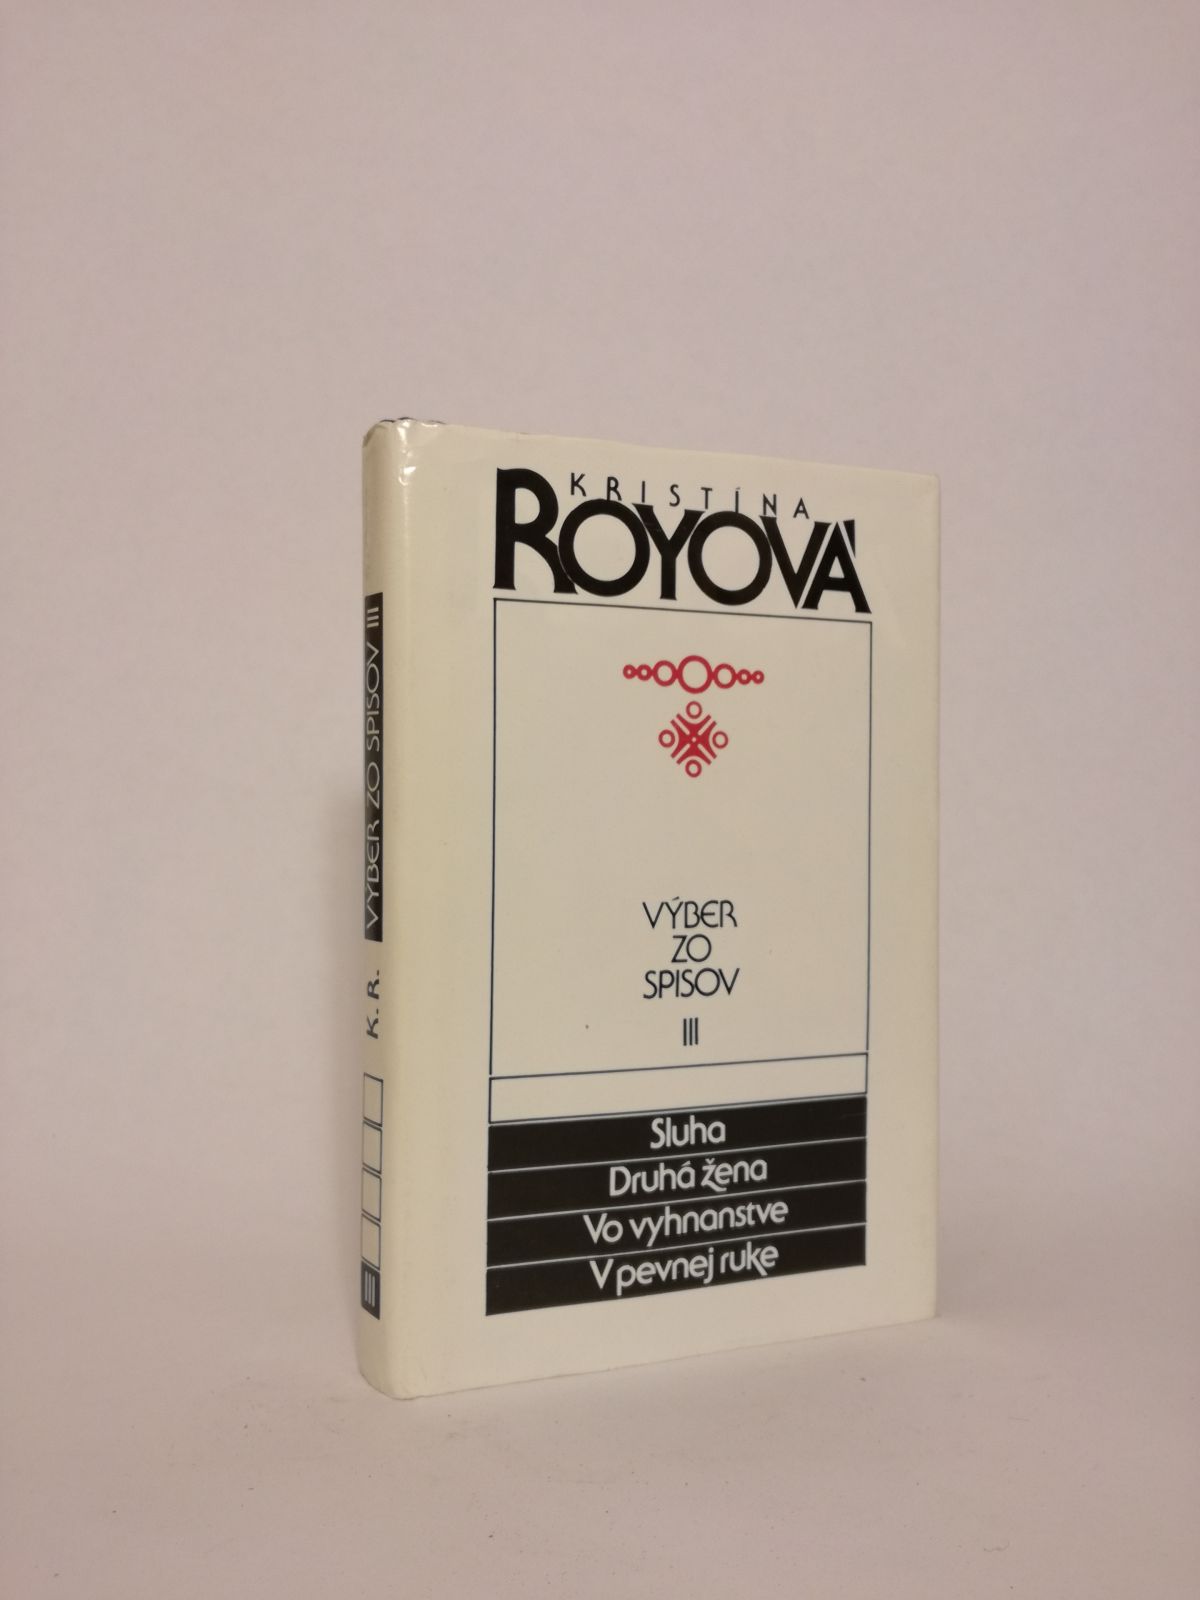 KRISTÍNA
ROYOVÁ
VÝBER
ZO
SPISOV
III
Sluha
Druhá žena
Vo vyhnanstve
V pevnej ruke
K. R. VÝBER ZO SPISOV III
III